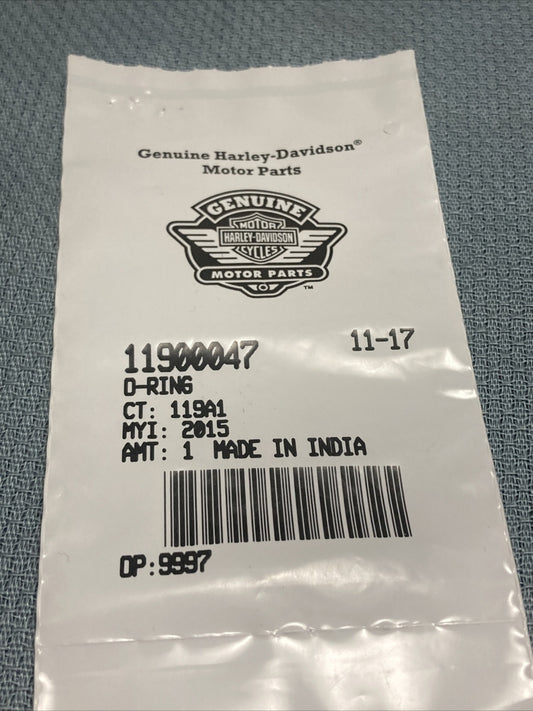 Genuine Harley-Davidson®
Motor Parts
GENUINE
MOTOR
HARLEY-DAVIDSON
CYCLES
MOTOR PARTS
™
11900047
11-17
O-RING
CT: 119A1
MYI: 2015
AMT: 1 MADE IN INDIA
OP:9997